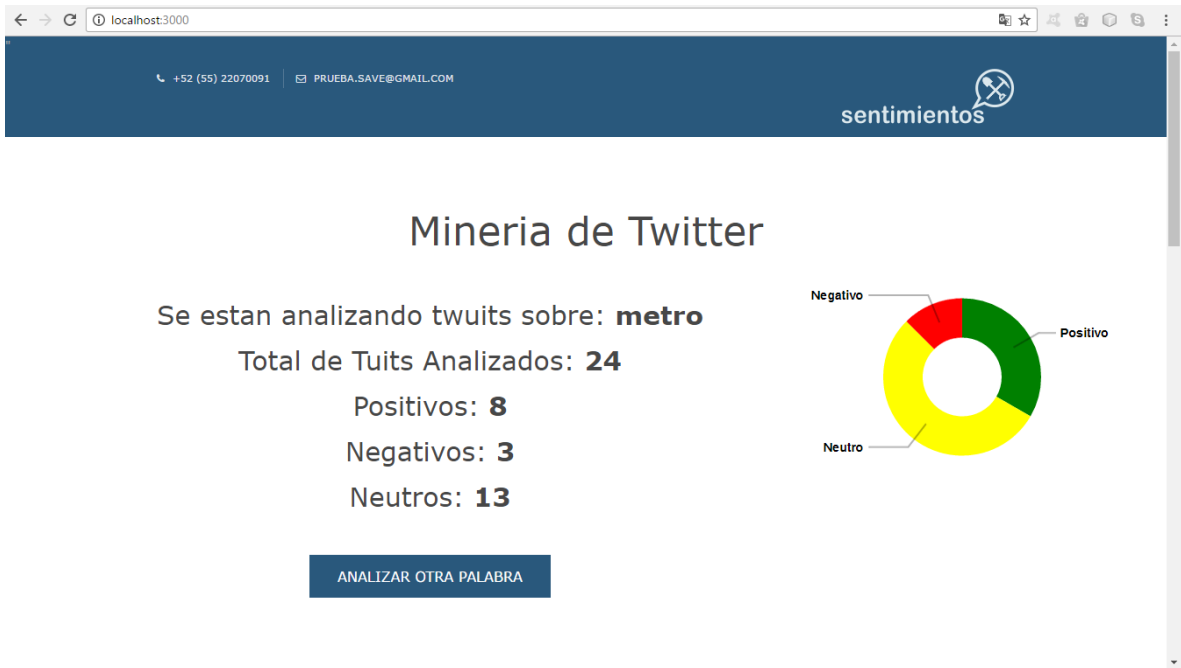 localhost:3000
+52 (55) 22070091
PRUEBA.SAVE@GMAIL.COM
sentimientos
Mineria de Twitter
Se estan analizando twuits sobre: metro
Total de Tuits Analizados: 24
Positivos: 8
Negativos: 3
Neutros: 13
ANALIZAR OTRA PALABRA
Negativo
Positivo
Neutro